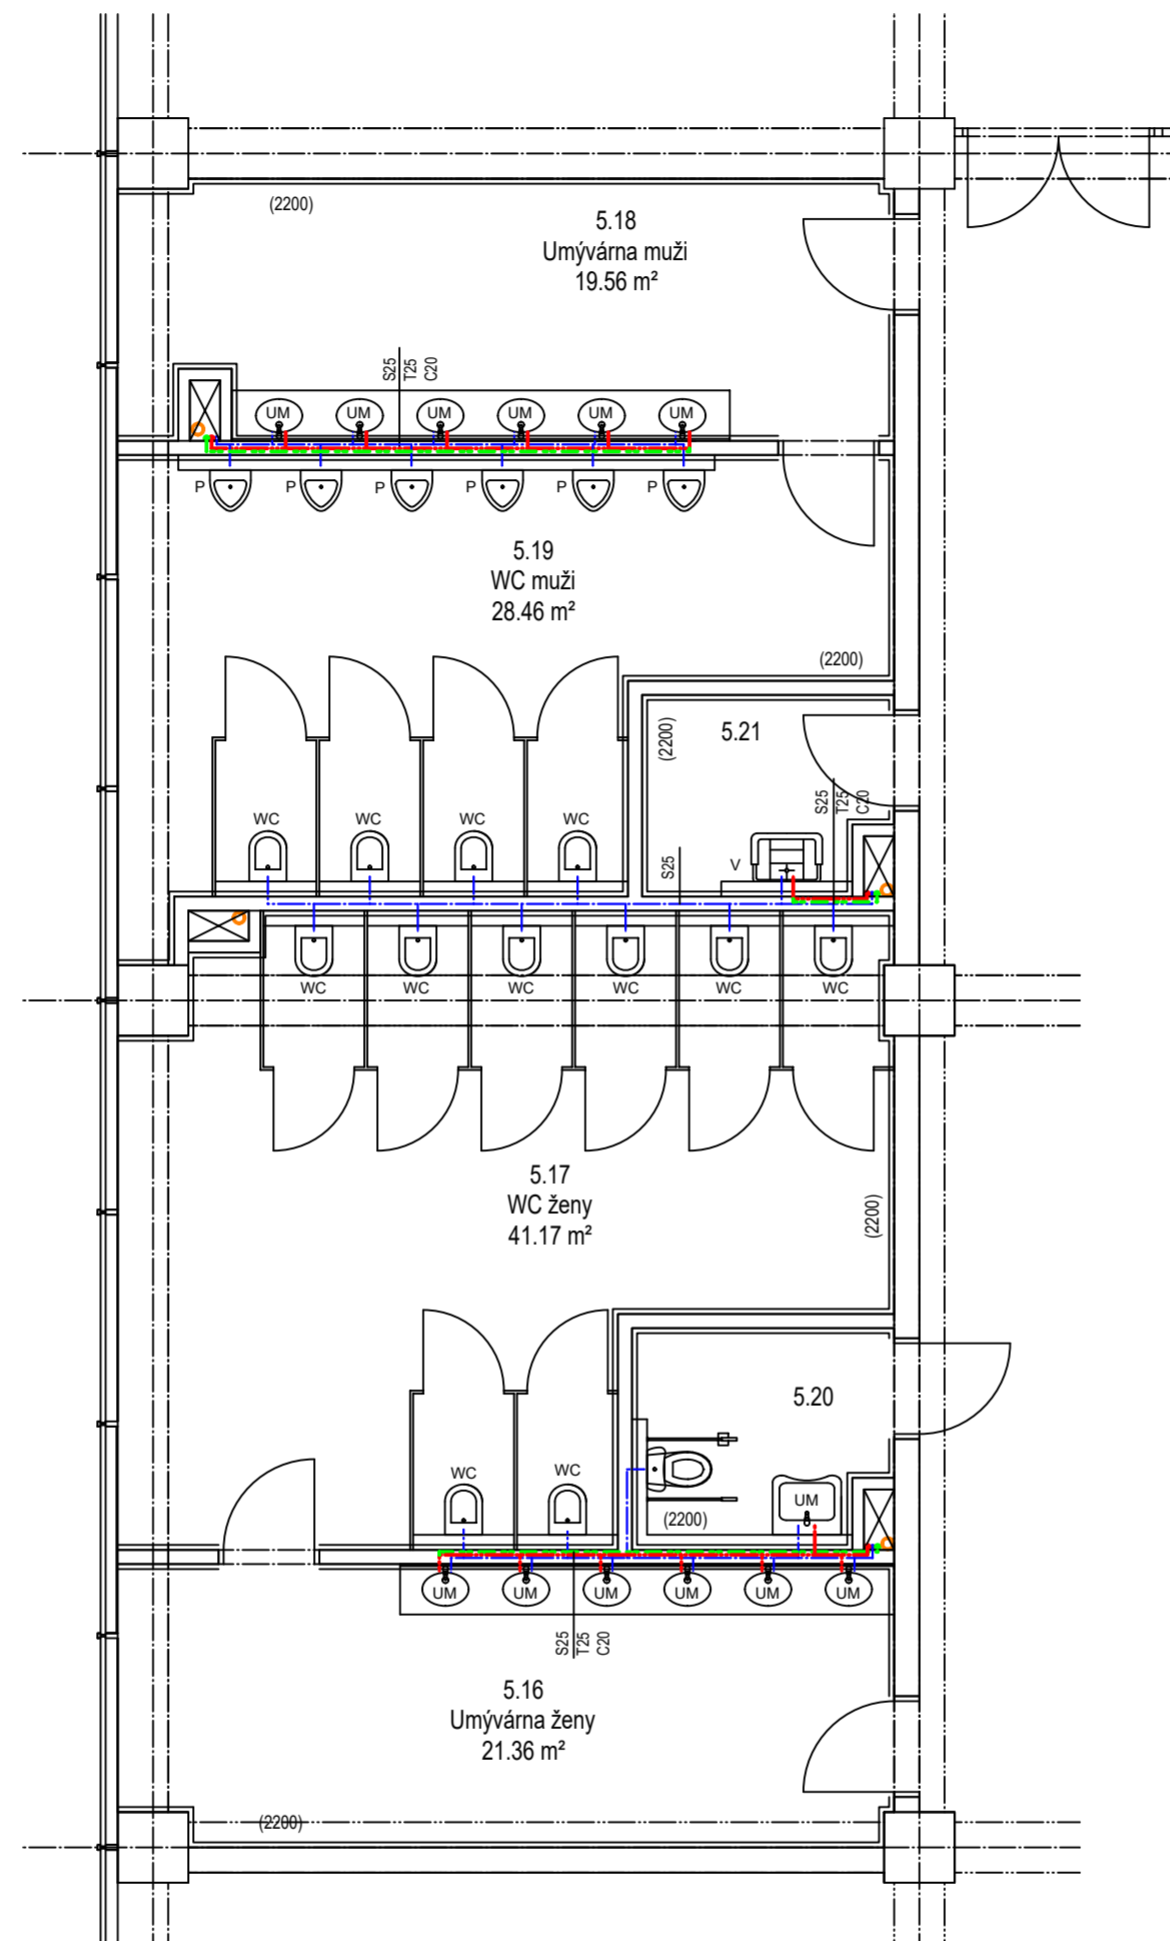 (2200)
5.18
Umývárna muži
19.56 m²
S25
T25
C20
UM UM UM UM UM UM
P P P P P P
5.19
WC muži
28.46 m²
(2200)
(2200)
5.21
S25
T25
C20
WC WC WC WC
V
S25
WC WC WC WC WC WC
5.17
WC ženy
41.17 m²
(2200)
5.20
WC WC
UM
(2200)
UM UM UM UM UM UM
S25
T25
C20
5.16
Umývárna ženy
21.36 m²
(2200)